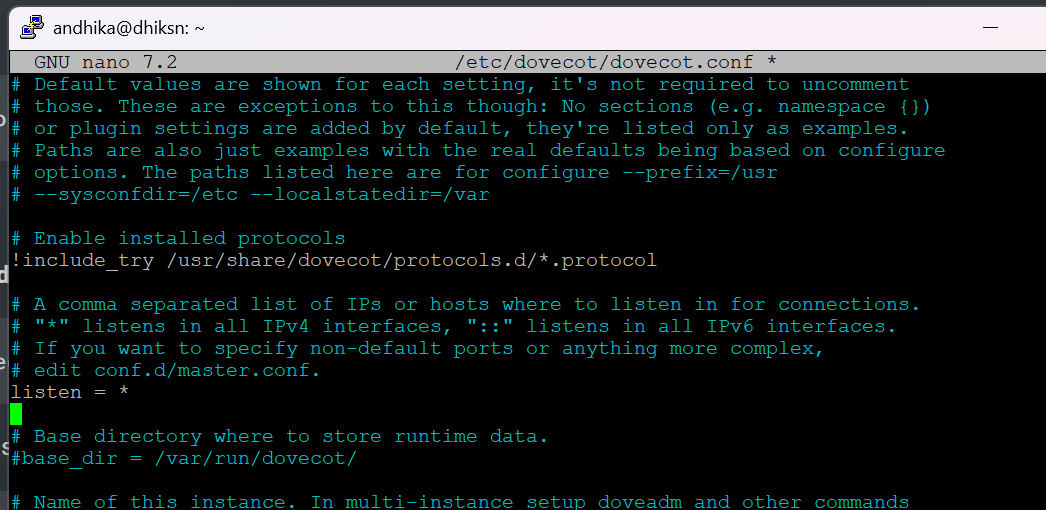 andhika@dhiksn: ~
GNU nano 7.2 /etc/dovecot/dovecot.conf *
# Default values are shown for each setting, it's not required to uncomment
# those. These are exceptions to this though: No sections (e.g. namespace {})
# or plugin settings are added by default, they're listed only as examples.
# Paths are also just examples with the real defaults being based on configure
# options. The paths listed here are for configure --prefix=/usr
# --sysconfdir=/etc --localstatedir=/var
# Enable installed protocols
!include_try /usr/share/dovecot/protocols.d/*.protocol
# A comma separated list of IPs or hosts where to listen in for connections.
# "*" listens in all IPv4 interfaces, "::" listens in all IPv6 interfaces.
# If you want to specify non-default ports or anything more complex,
# edit conf.d/master.conf.
listen = *
# Base directory where to store runtime data.
#base_dir = /var/run/dovecot/
# Name of this instance. In multi-instance setup doveadm and other commands